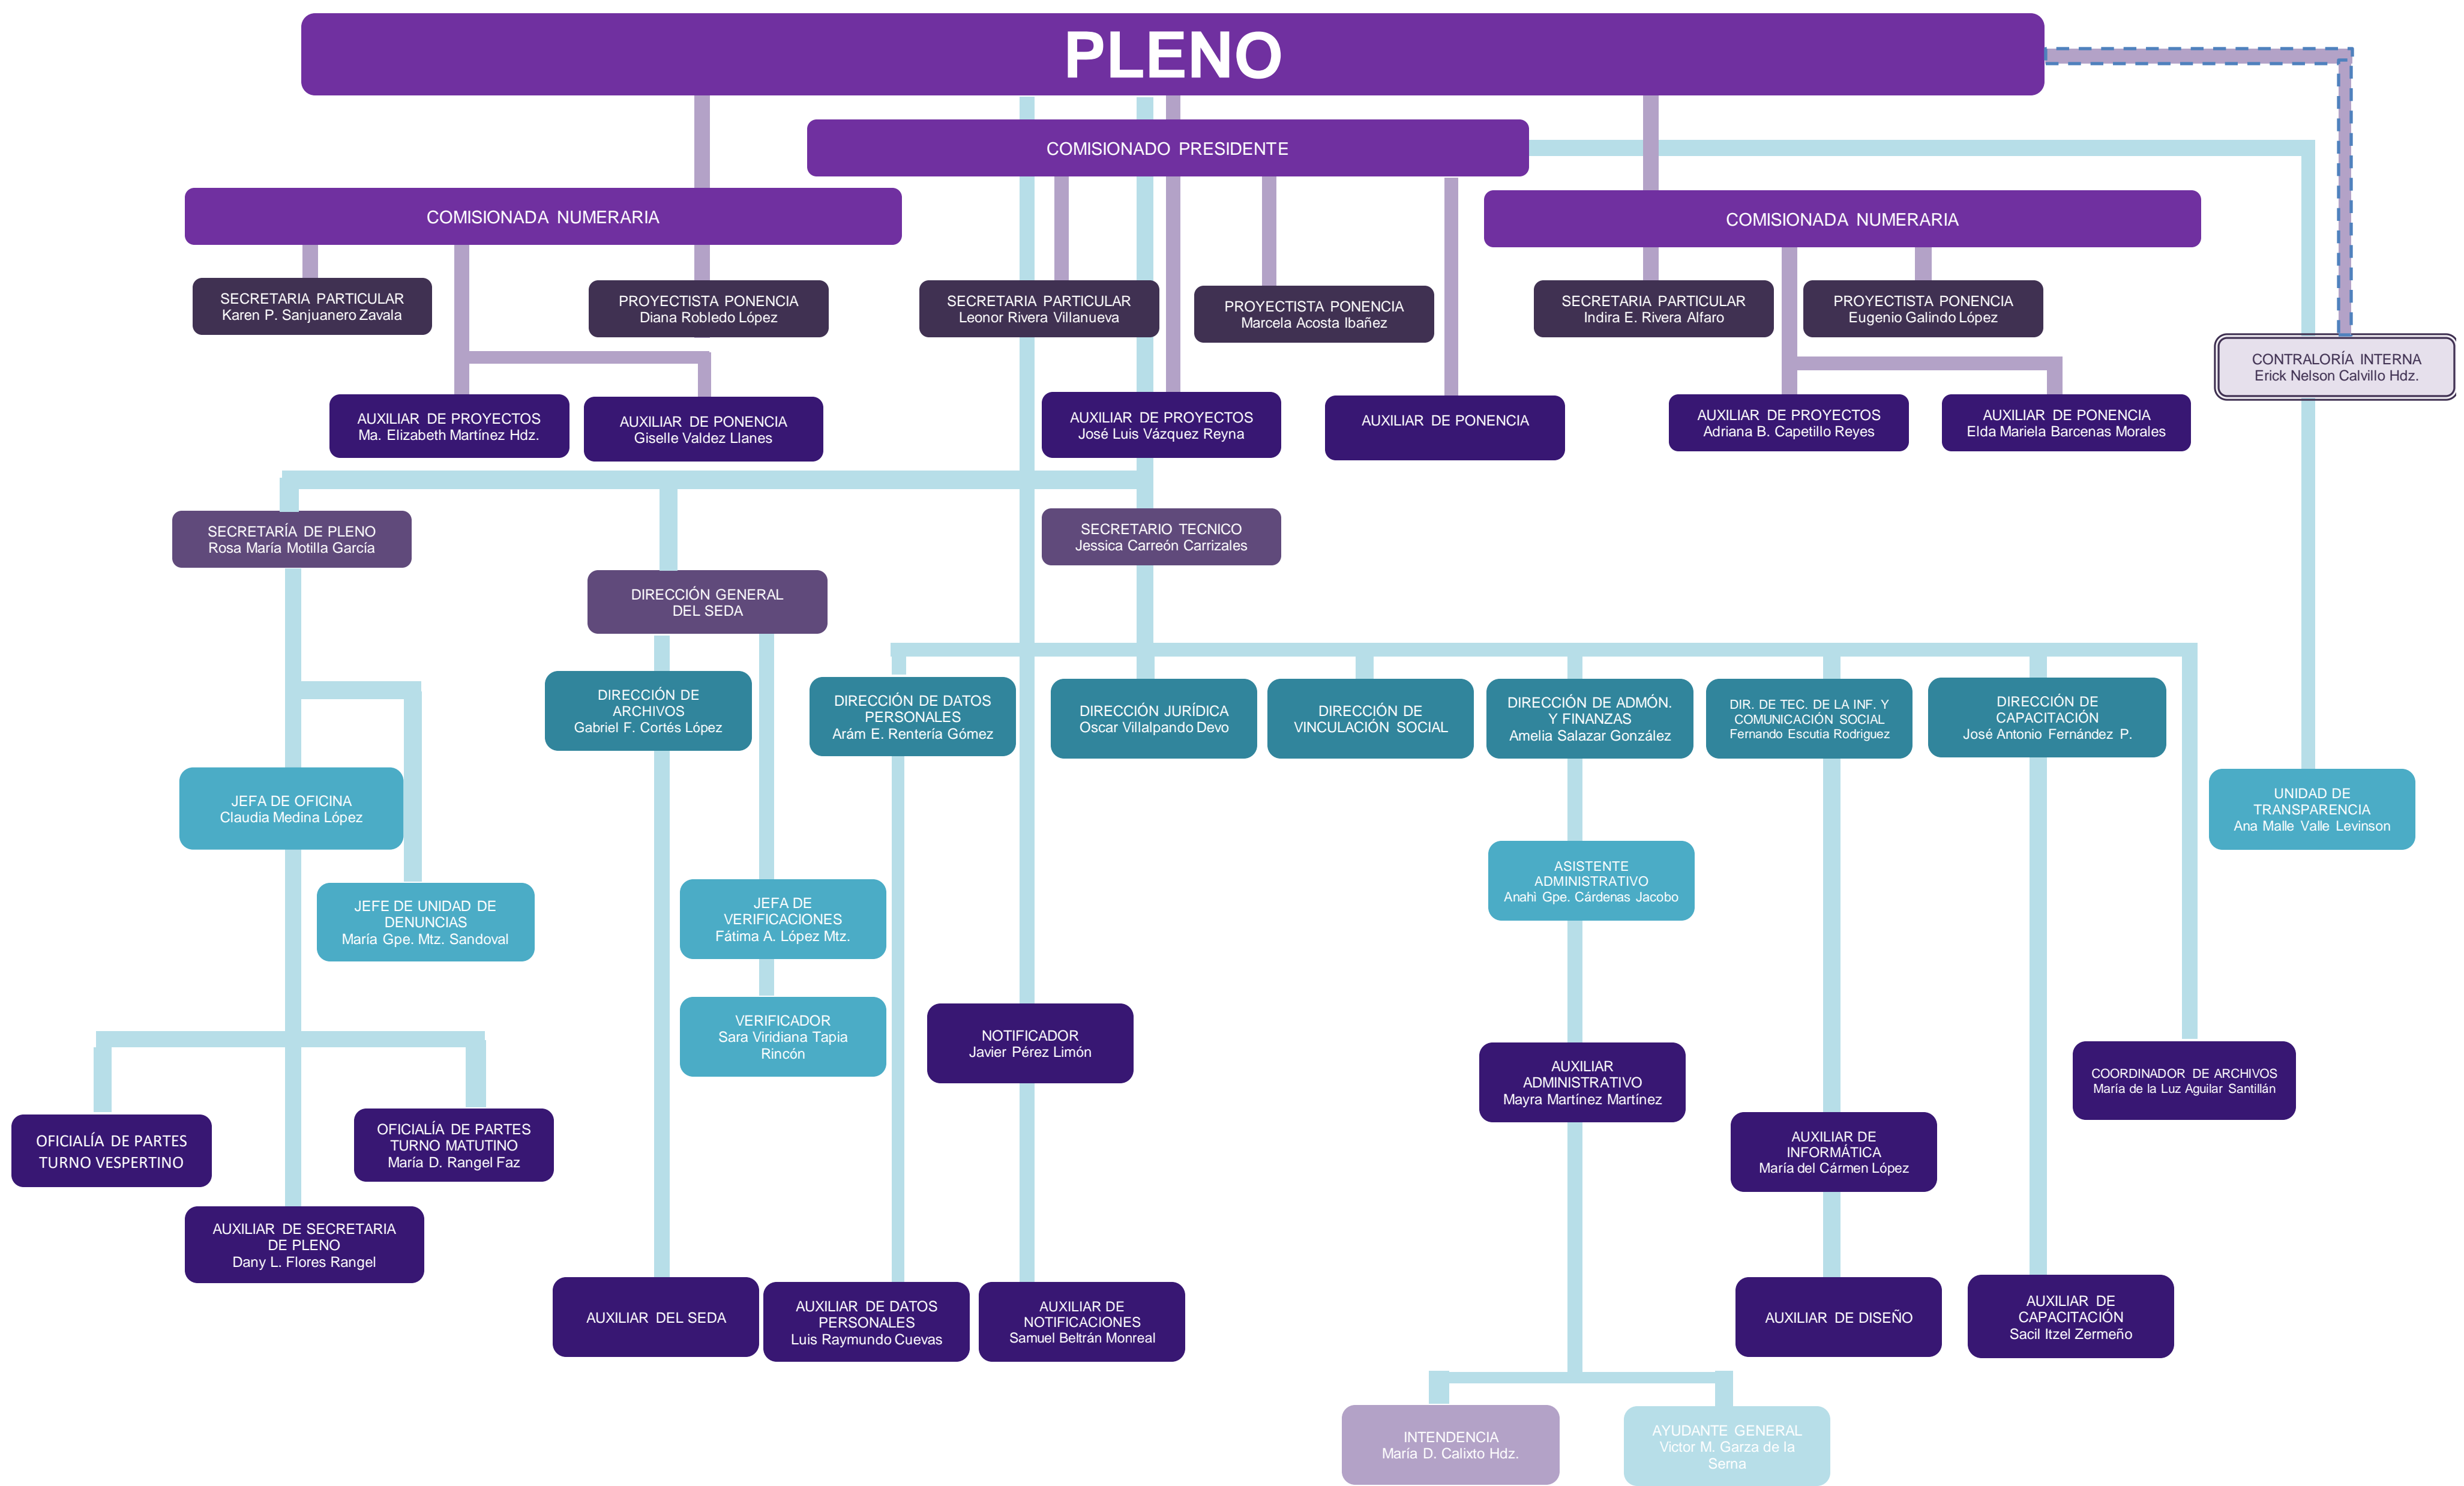 PLENO
COMISIONADO PRESIDENTE
COMISIONADA NUMERARIA
COMISIONADA NUMERARIA
SECRETARIA PARTICULAR
Karen P. Sanjuanero Zavala
PROYECTISTA PONENCIA
Diana Robledo López
SECRETARIA PARTICULAR
Leonor Rivera Villanueva
PROYECTISTA PONENCIA
Marcela Acosta Ibañez
SECRETARIA PARTICULAR
Indira E. Rivera Alfaro
PROYECTISTA PONENCIA
Eugenio Galindo López
CONTRALORÍA INTERNA
Erick Nelson Calvillo Hdz.
AUXILIAR DE PROYECTOS
Ma. Elizabeth Martínez Hdz.
AUXILIAR DE PONENCIA
Giselle Valdez Llanes
AUXILIAR DE PROYECTOS
José Luis Vázquez Reyna
AUXILIAR DE PONENCIA
AUXILIAR DE PROYECTOS
Adriana B. Capetillo Reyes
AUXILIAR DE PONENCIA
Elda Mariela Barcenas Morales
SECRETARÍA DE PLENO
Rosa María Motilla García
SECRETARIO TECNICO
Jessica Carreón Carrizales
DIRECCIÓN GENERAL
DEL SEDA
DIRECCIÓN DE
ARCHIVOS
Gabriel F. Cortés López
DIRECCIÓN DE DATOS
PERSONALES
Arám E. Rentería Gómez
DIRECCIÓN JURÍDICA
Oscar Villalpando Devo
DIRECCIÓN DE
VINCULACIÓN SOCIAL
DIRECCIÓN DE ADMÓN.
Y FINANZAS
Amelia Salazar González
DIR. DE TEC. DE LA INF. Y
COMUNICACIÓN SOCIAL
Fernando Escutia Rodriguez
DIRECCIÓN DE
CAPACITACIÓN
José Antonio Fernández P.
JEFA DE OFICINA
Claudia Medina López
UNIDAD DE
TRANSPARENCIA
Ana Malle Valle Levinson
JEFE DE UNIDAD DE
DENUNCIAS
María Gpe. Mtz. Sandoval
JEFA DE
VERIFICACIONES
Fátima A. López Mtz.
ASISTENTE
ADMINISTRATIVO
Anahì Gpe. Cárdenas Jacobo
VERIFICADOR
Sara Viridiana Tapia
Rincón
NOTIFICADOR
Javier Pérez Limón
AUXILIAR
ADMINISTRATIVO
Mayra Martínez Martínez
COORDINADOR DE ARCHIVOS
María de la Luz Aguilar Santillán
OFICIALÍA DE PARTES
TURNO VESPERTINO
OFICIALÍA DE PARTES
TURNO MATUTINO
María D. Rangel Faz
AUXILIAR DE
INFORMÁTICA
María del Cármen López
AUXILIAR DE SECRETARIA
DE PLENO
Dany L. Flores Rangel
AUXILIAR DEL SEDA
AUXILIAR DE DATOS
PERSONALES
Luis Raymundo Cuevas
AUXILIAR DE
NOTIFICACIONES
Samuel Beltrán Monreal
AUXILIAR DE DISEÑO
AUXILIAR DE
CAPACITACIÓN
Sacil Itzel Zermeño
INTENDENCIA
María D. Calixto Hdz.
AYUDANTE GENERAL
Victor M. Garza de la
Serna